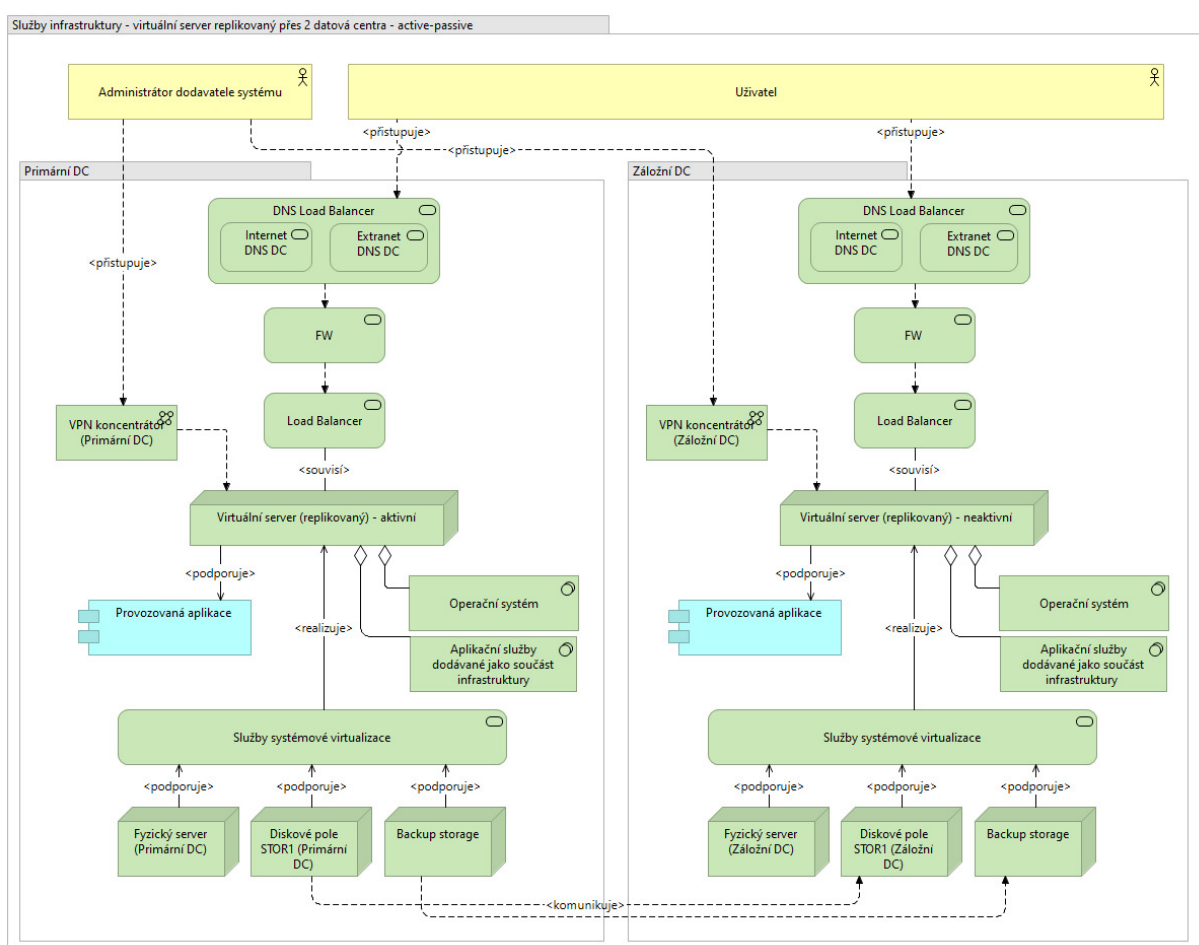 Služby infrastruktury - virtuální server replikovaný přes 2 datová centra - active-passive
Administrátor dodavatele systému
Uživatel
<přistupuje>
<přistupuje>
<přistupuje>
Primární DC
Záložní DC
DNS Load Balancer
Internet
DNS DC
Extranet
DNS DC
DNS Load Balancer
Internet
DNS DC
Extranet
DNS DC
<přistupuje>
FW
FW
VPN koncentrátor
(Primární DC)
Load Balancer
VPN koncentrátor
(Záložní DC)
Load Balancer
<souvisí>
<souvisí>
Virtuální server (replikovaný) - aktivní
Virtuální server (replikovaný) - neaktivní
<podporuje>
<podporuje>
Provozovaná aplikace
Operační systém
Provozovaná aplikace
Operační systém
<realizuje>
<realizuje>
Aplikační služby
dodávané jako součást
infrastruktury
Aplikační služby
dodávané jako součást
infrastruktury
Služby systémové virtualizace
Služby systémové virtualizace
<podporuje>
<podporuje>
<podporuje>
<podporuje>
<podporuje>
<podporuje>
Fyzický server
(Primární DC)
Diskové pole
STOR1 (Primární
DC)
Backup storage
Fyzický server
(Záložní DC)
Diskové pole
STOR1 (Záložní
DC)
Backup storage
<komunikuje>